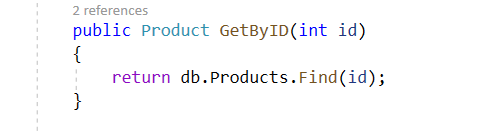 2 references
public Product GetByID(int id)
{
return db.Products.Find(id);
}